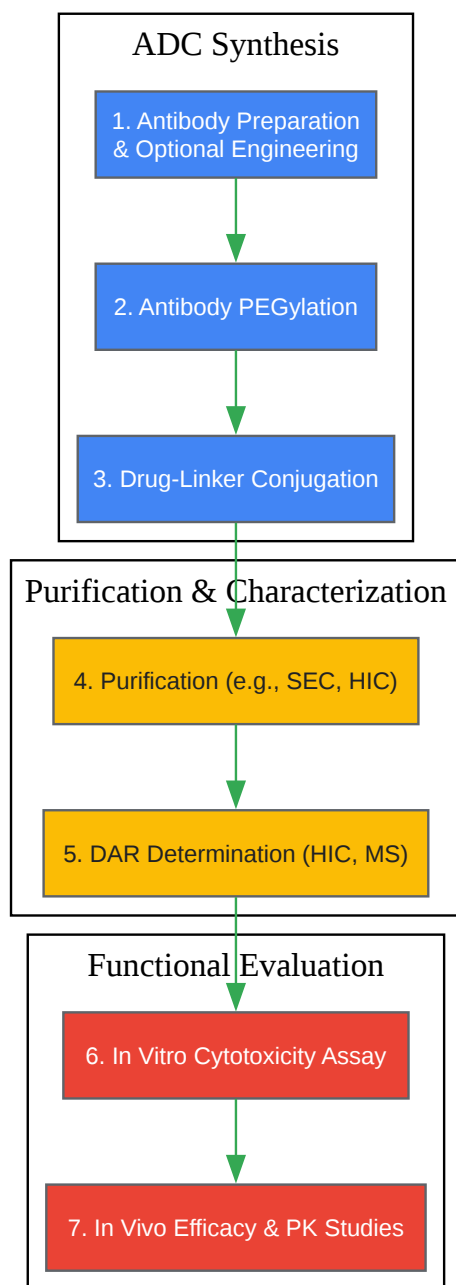 ADC Synthesis
1. Antibody Preparation
& Optional Engineering
2. Antibody PEGylation
3. Drug-Linker Conjugation
Purification & Characterization
4. Purification (e.g., SEC, HIC)
5. DAR Determination (HIC, MS)
Functional Evaluation
6. In Vitro Cytotoxicity Assay
7. In Vivo Efficacy & PK Studies